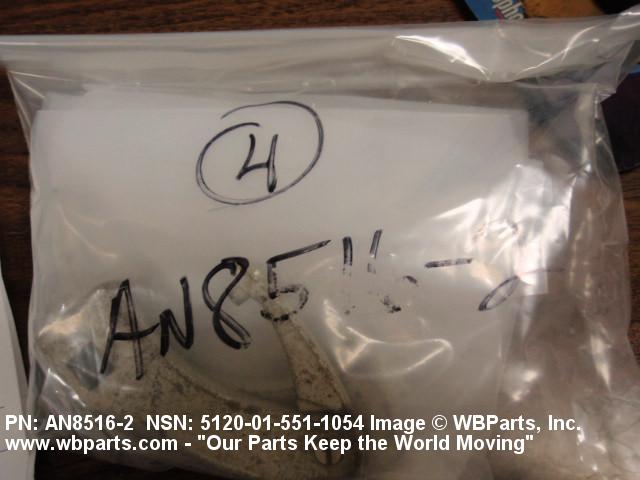 4
AN8516-2
PN: AN8516-2 NSN: 5120-01-551-1054 Image © WBParts, Inc.
www.wbparts.com - "Our Parts Keep the World Moving"